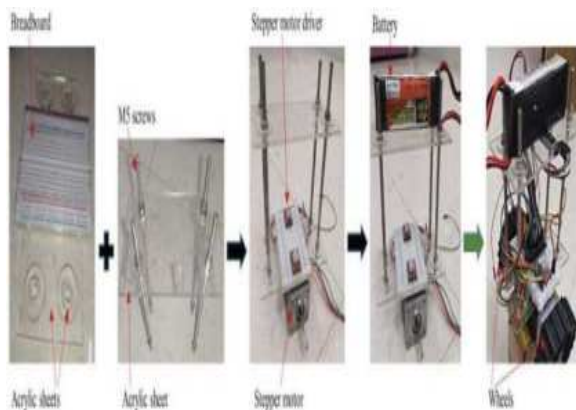 Breadboard
Stepper motor driver
Battery
M5 screws
Acrylic sheets
Acrylic sheet
Stepper motor
Wheels